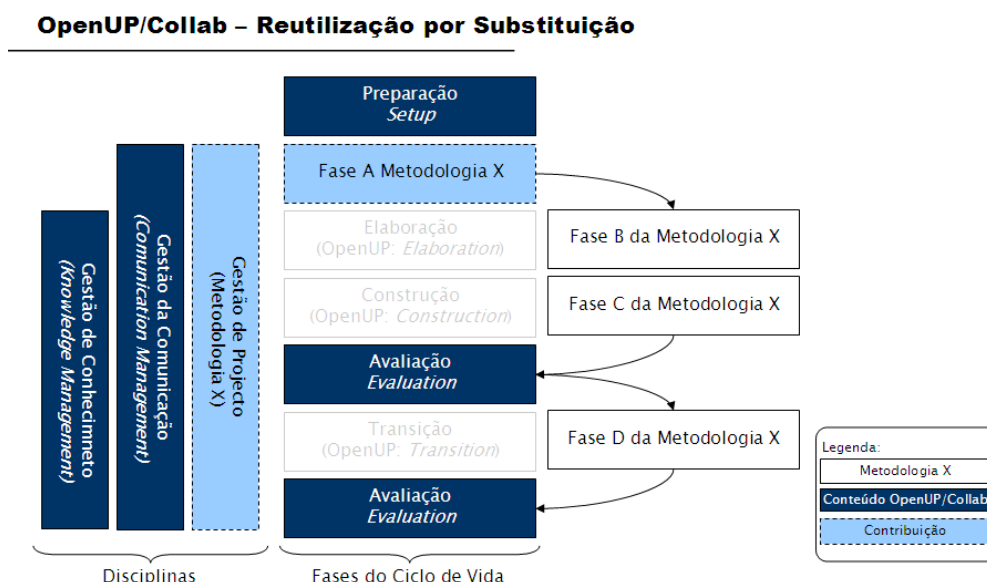 OpenUP/Collab – Reutilização por Substituição
Preparação
Setup
Fase A Metodologia X
Elaboração
(OpenUP: Elaboration)
Fase B da Metodologia X
Construção
(OpenUP: Construction)
Fase C da Metodologia X
Avaliação
Evaluation
Transição
(OpenUP: Transition)
Fase D da Metodologia X
Avaliação
Evaluation
Gestão de Conhecimneto
(Knowledge Management)
Gestão da Comunicação
(Comunication Management)
Gestão de Projecto
(Metodologia X)
Disciplinas
Fases do Ciclo de Vida
Legenda:
Metodologia X
Conteúdo OpenUP/Collab
Contribuição